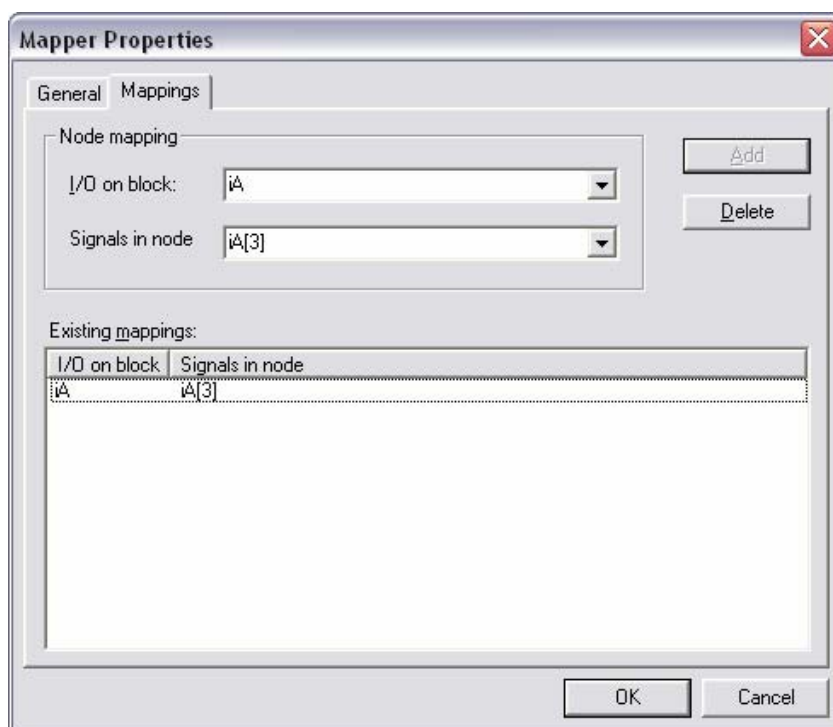 Mapper Properties
General Mappings
Node mapping
I/O on block: iA
Signals in node iA[3]
Add
Delete
Existing mappings:
I/O on block Signals in node
iA iA[3]
OK Cancel